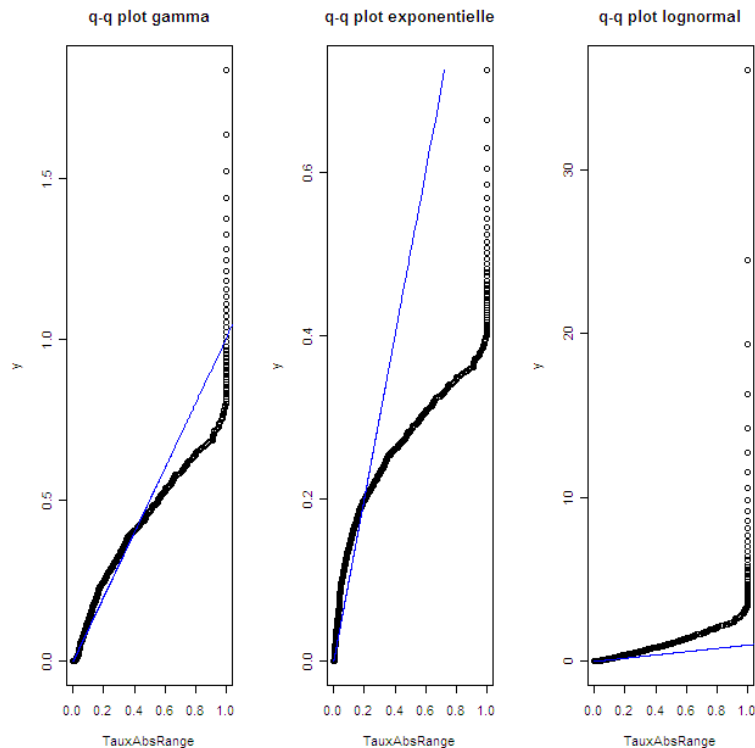 q-q plot gamma
q-q plot exponentielle
q-q plot lognormal
y
0.0
0.5
1.0
1.5
0.0 0.2 0.4 0.6 0.8 1.0
TauxAbsRange
y
0.0
0.2
0.4
0.6
0.0 0.2 0.4 0.6 0.8 1.0
TauxAbsRange
y
0
10
20
30
0.0 0.2 0.4 0.6 0.8 1.0
TauxAbsRange